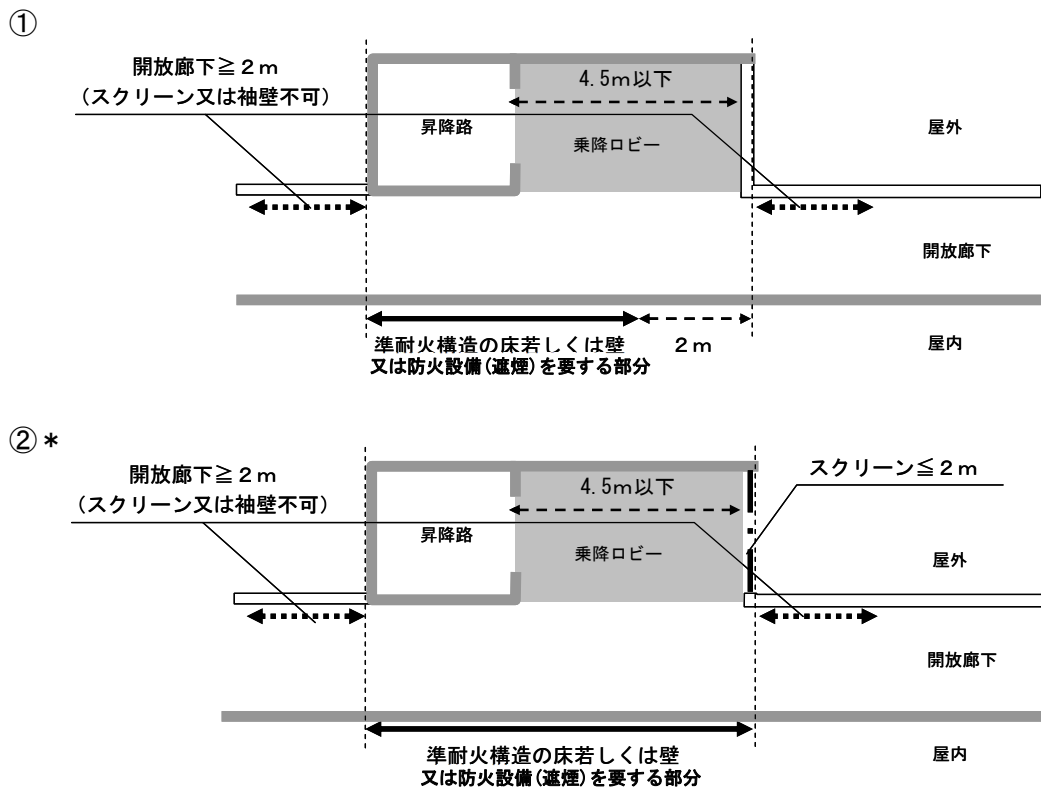 ①
開放廊下≧２ｍ
（スクリーン又は袖壁不可）
4.5m以下
昇降路
乗降ロビー
屋外
開放廊下
準耐火構造の床若しくは壁
又は防火設備(遮煙)を要する部分
２ｍ
屋内
②＊
開放廊下≧２ｍ
（スクリーン又は袖壁不可）
4.5m以下
スクリーン≦２ｍ
昇降路
乗降ロビー
屋外
開放廊下
準耐火構造の床若しくは壁
又は防火設備(遮煙)を要する部分
屋内